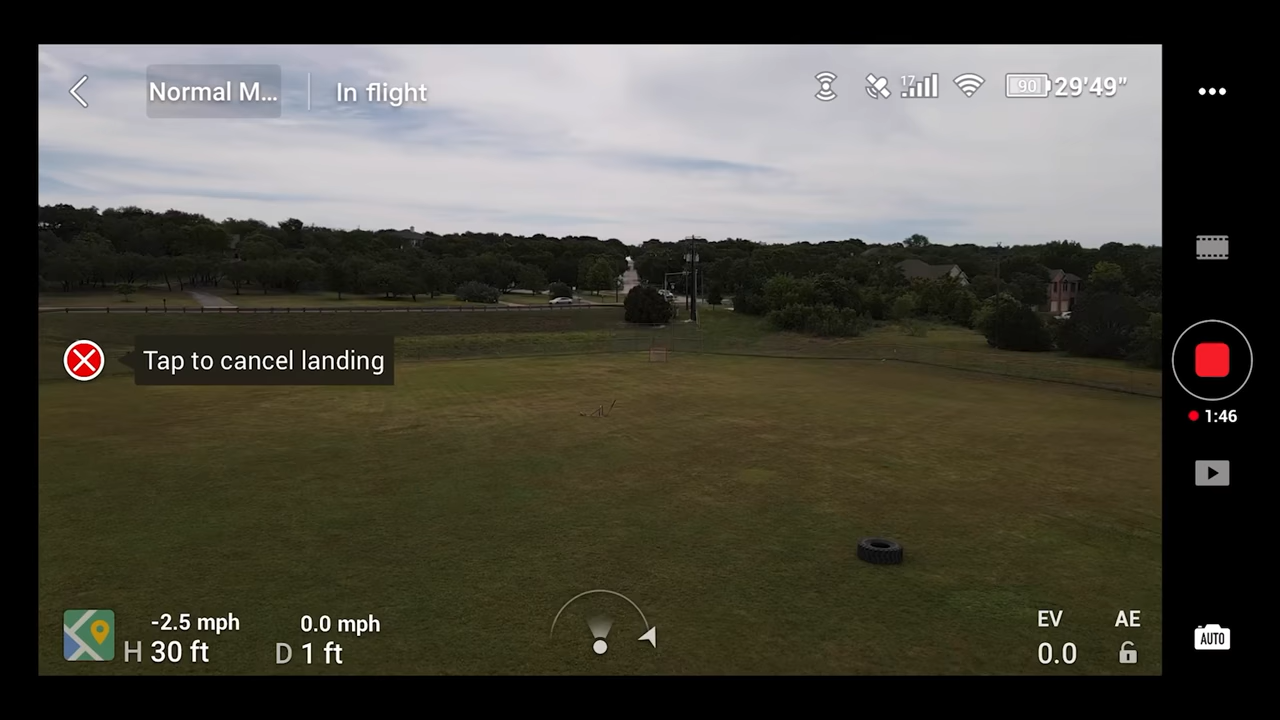 Normal M...
In flight
17
90
29'49"
Tap to cancel landing
1:46
-2.5 mph
0.0 mph
H 30 ft
D 1 ft
EV
AE
0.0
AUTO